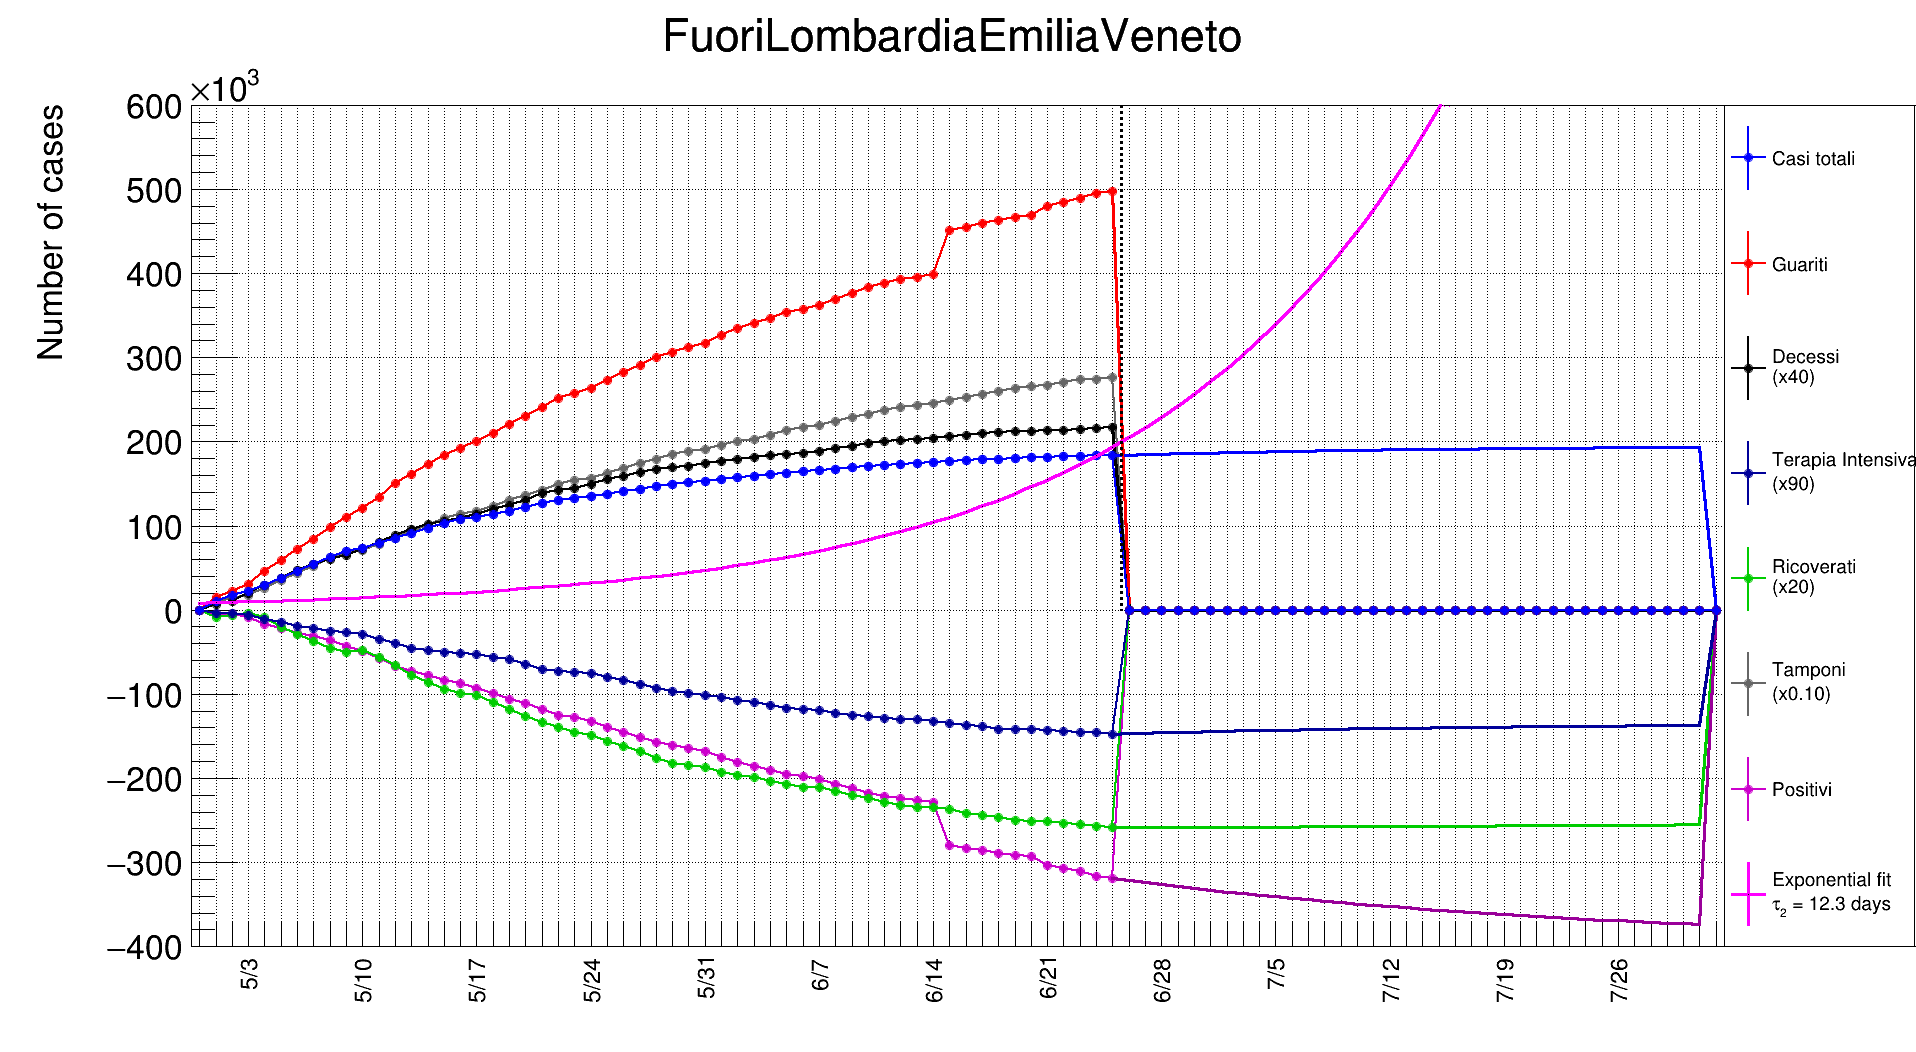 FuoriLombardiaEmiliaVeneto
×10³
Number of cases
600
500
400
300
200
100
0
−100
−200
−300
−400
5/3
5/10
5/17
5/24
5/31
6/7
6/14
6/21
6/28
7/5
7/12
7/19
7/26
Casi totali
Guariti
Decessi
(x40)
Terapia Intensiva
(x90)
Ricoverati
(x20)
Tamponi
(x0.10)
Positivi
Exponential fit
τ₂ = 12.3 days